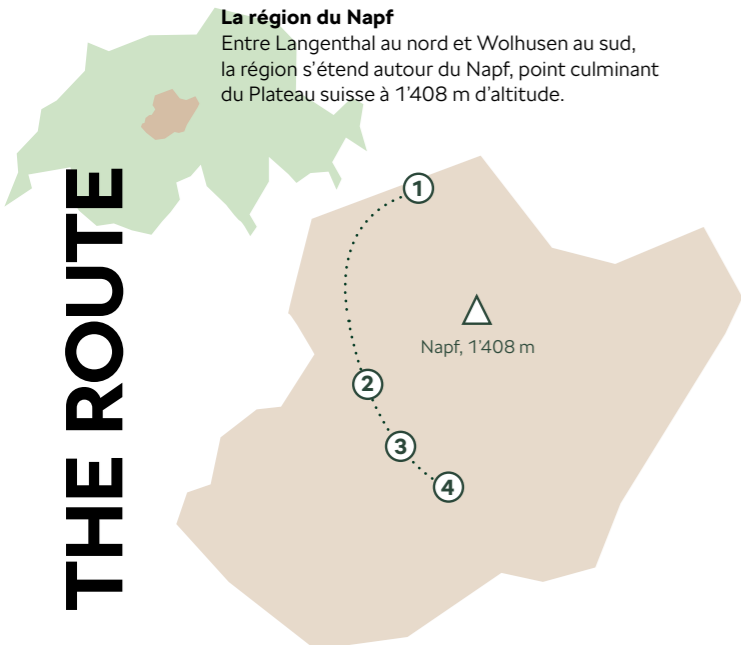 La région du Napf
Entre Langenthal au nord et Wolhusen au sud,
la région s'étend autour du Napf, point culminant
du Plateau suisse à 1'408 m d'altitude.
THE ROUTE
1
Napf, 1'408 m
2
3
4